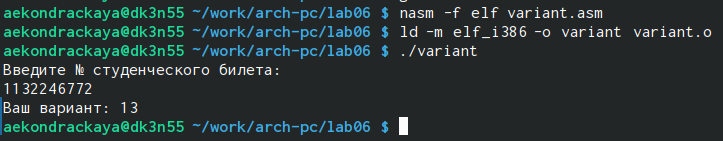 aekondrackaya@dk3n55 ~/work/arch-pc/lab06 $ nasm -f elf variant.asm
aekondrackaya@dk3n55 ~/work/arch-pc/lab06 $ ld -m elf_i386 -o variant variant.o
aekondrackaya@dk3n55 ~/work/arch-pc/lab06 $ ./variant
Введите № студенческого билета:
1132246772
Ваш вариант: 13
aekondrackaya@dk3n55 ~/work/arch-pc/lab06 $